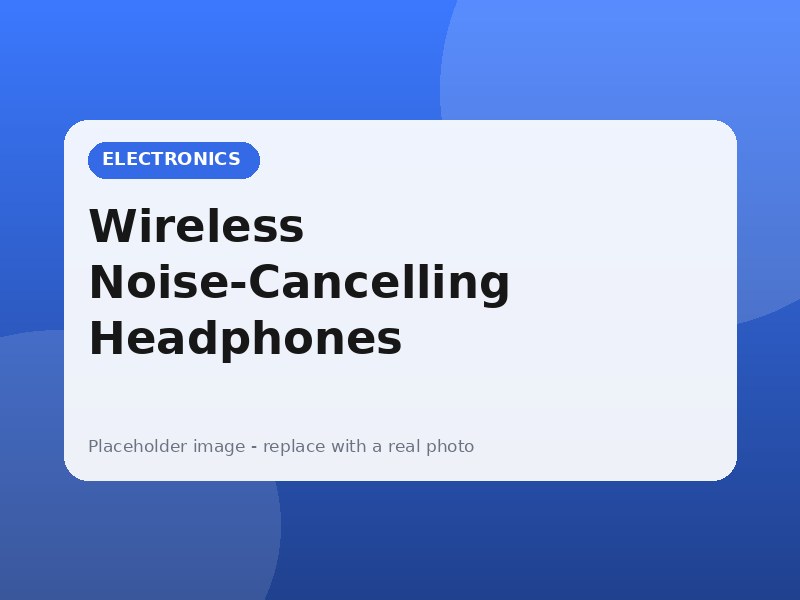 ELECTRONICS
Wireless
Noise-Cancelling
Headphones
Placeholder image - replace with a real photo